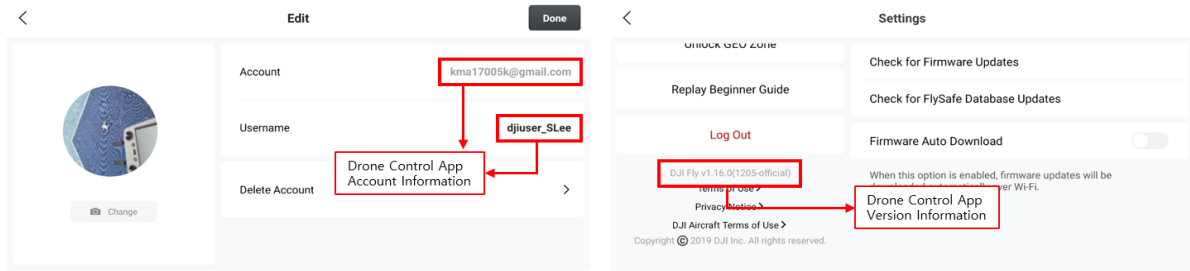 Edit
Done
Account
kma17005k@gmail.com
Username
djiuser_SLee
Drone Control App
Account Information
Delete Account
Change
Settings
Unlock GEO Zone
Replay Beginner Guide
Log Out
DJI Fly v1.16.0(1205-official)
Terms of Use
Privacy Notice
DJI Aircraft Terms of Use
Copyright © 2019 DJI Inc. All rights reserved.
Check for Firmware Updates
Check for FlySafe Database Updates
Firmware Auto Download
When this option is enabled, firmware updates will be
downloaded automatically over Wi-Fi.
Drone Control App
Version Information